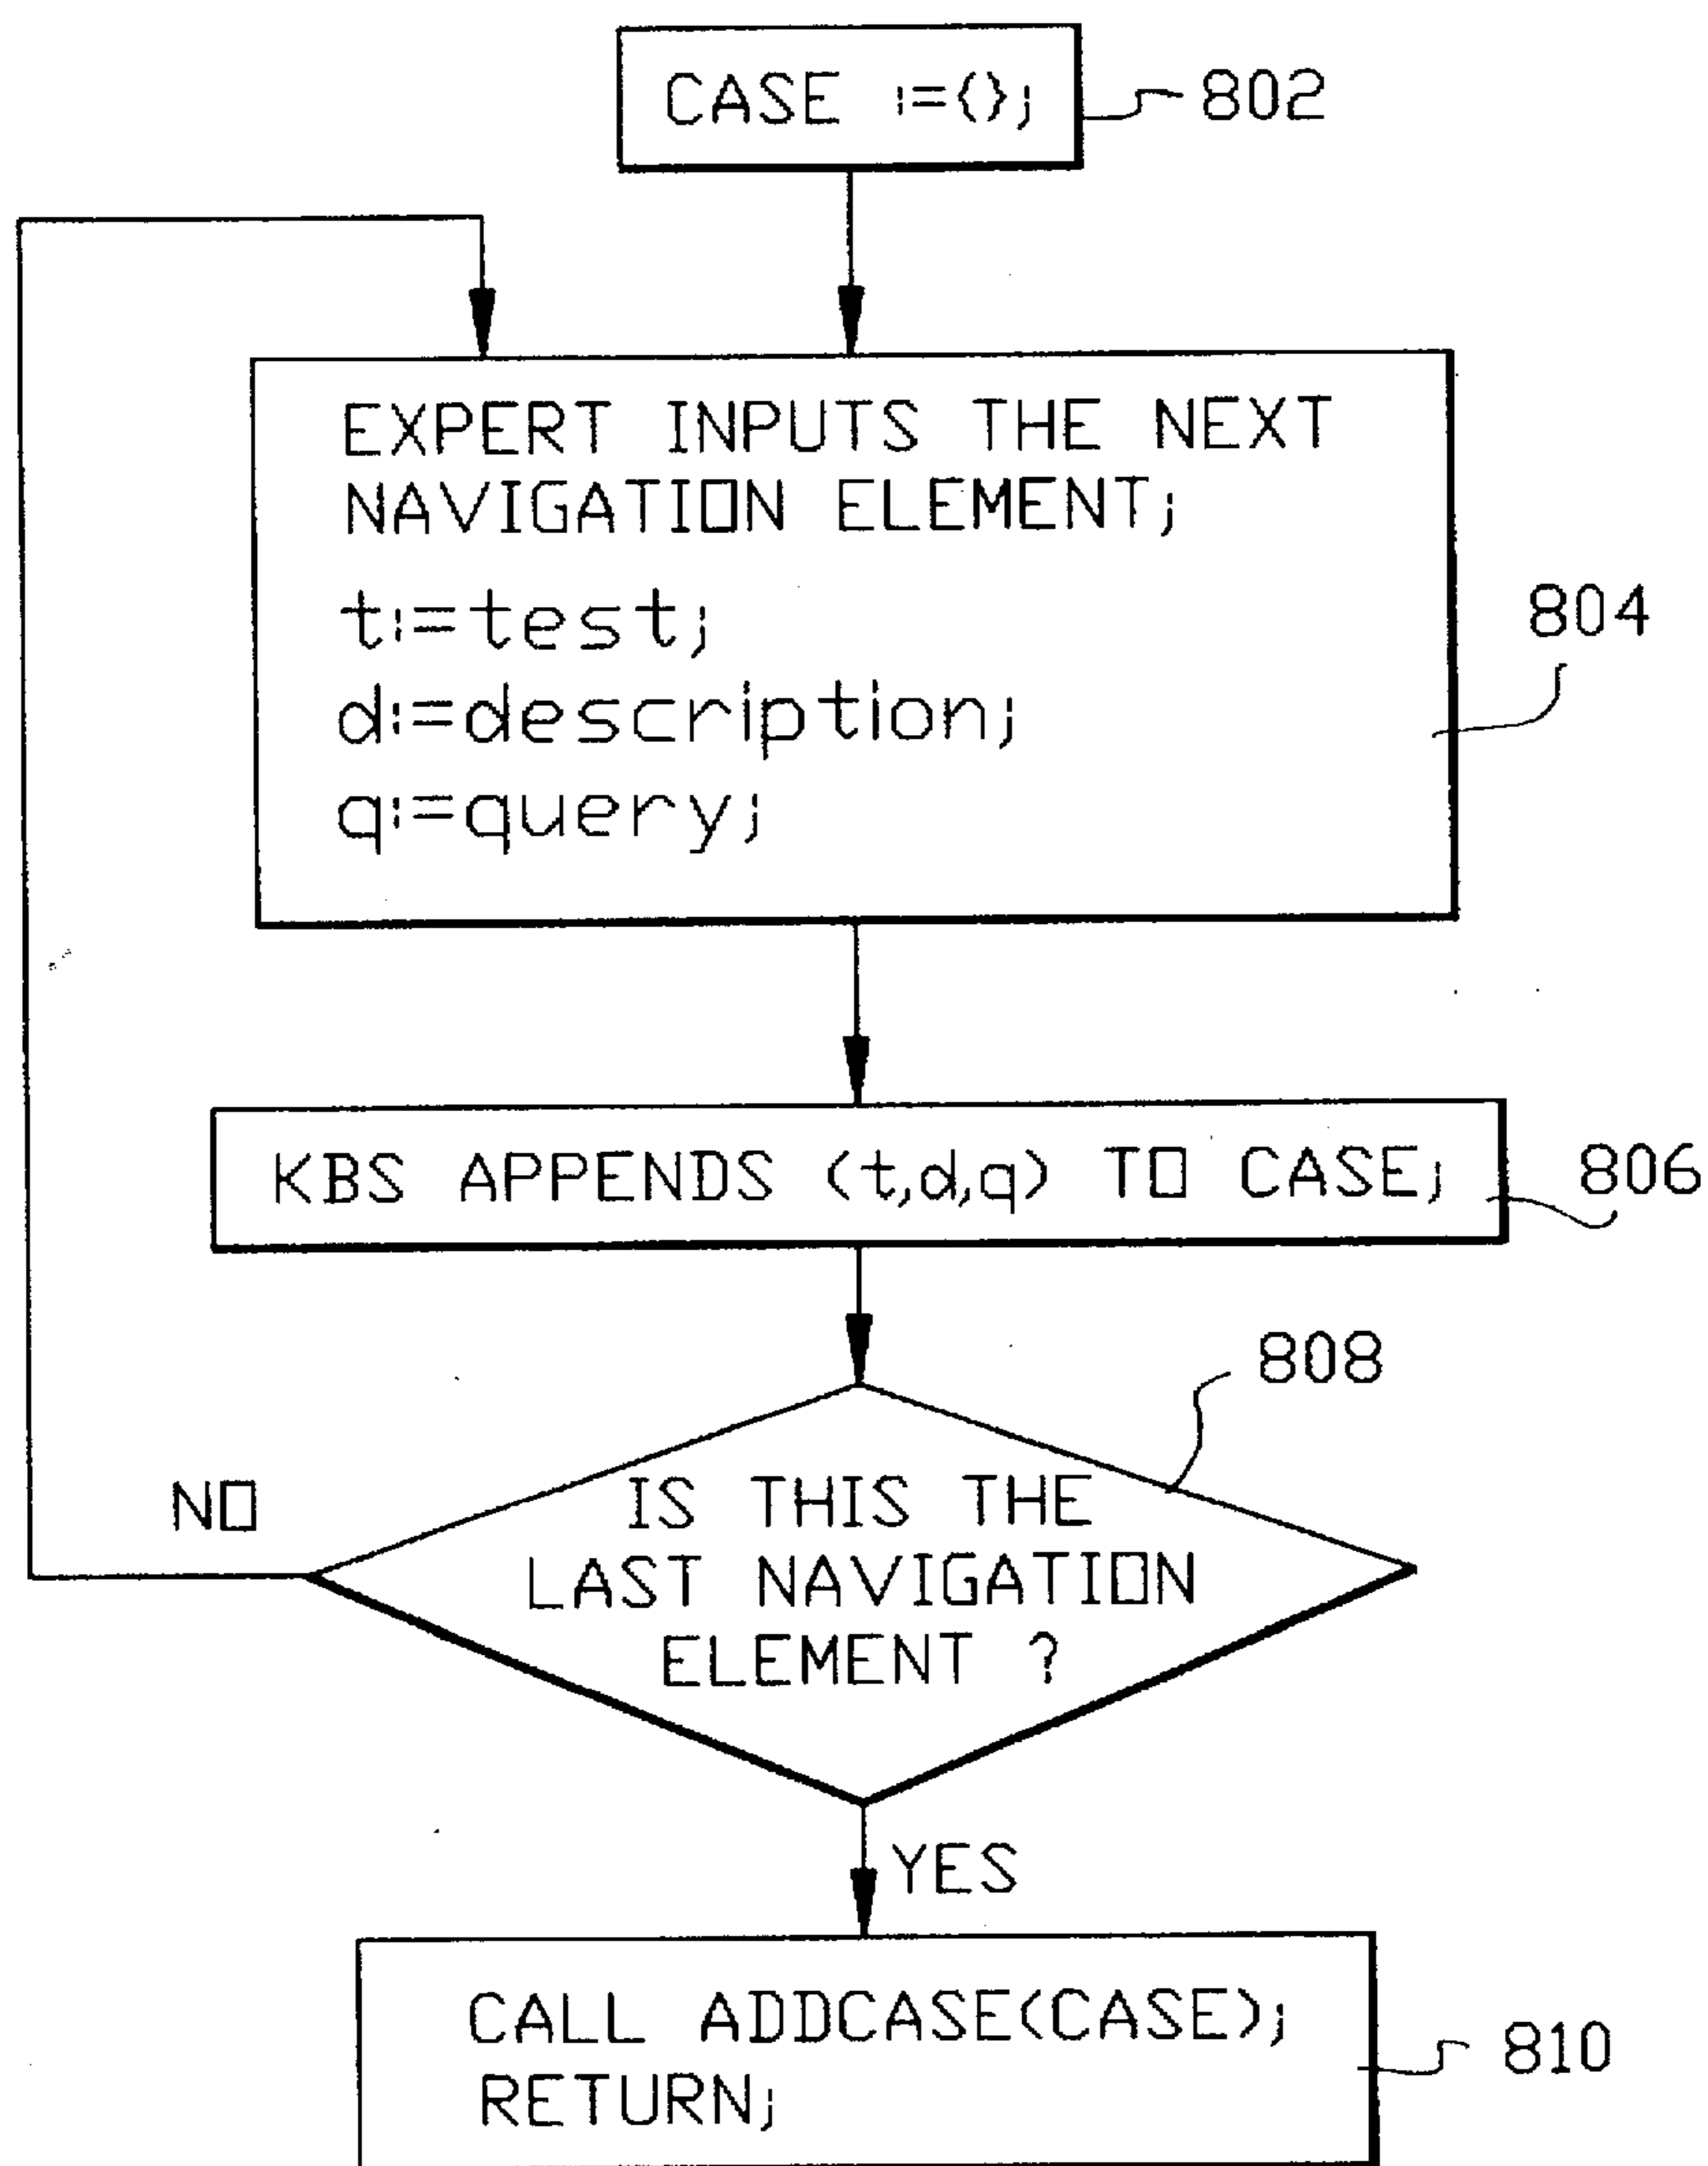 CASE :={};
802
EXPERT INPUTS THE NEXT
NAVIGATION ELEMENT;
t:=test;
d:=description;
q:=query;
804
KBS APPENDS (t,d,q) TO CASE;
806
808
IS THIS THE
LAST NAVIGATION
ELEMENT ?
NO
YES
CALL ADDCASE(CASE);
RETURN;
810